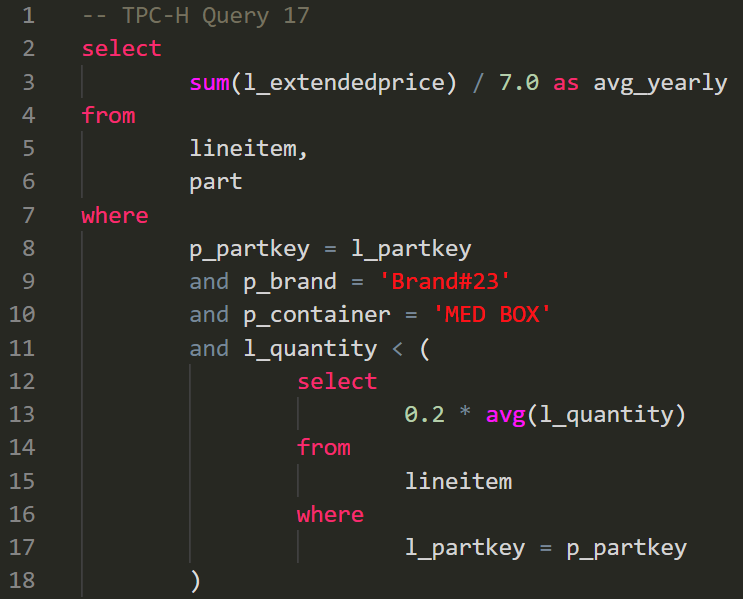 1 -- TPC-H Query 17
2 select
3 sum(l_extendedprice) / 7.0 as avg_yearly
4 from
5 lineitem,
6 part
7 where
8 p_partkey = l_partkey
9 and p_brand = 'Brand#23'
10 and p_container = 'MED BOX'
11 and l_quantity < (
12 select
13 0.2 * avg(l_quantity)
14 from
15 lineitem
16 where
17 l_partkey = p_partkey
18 )